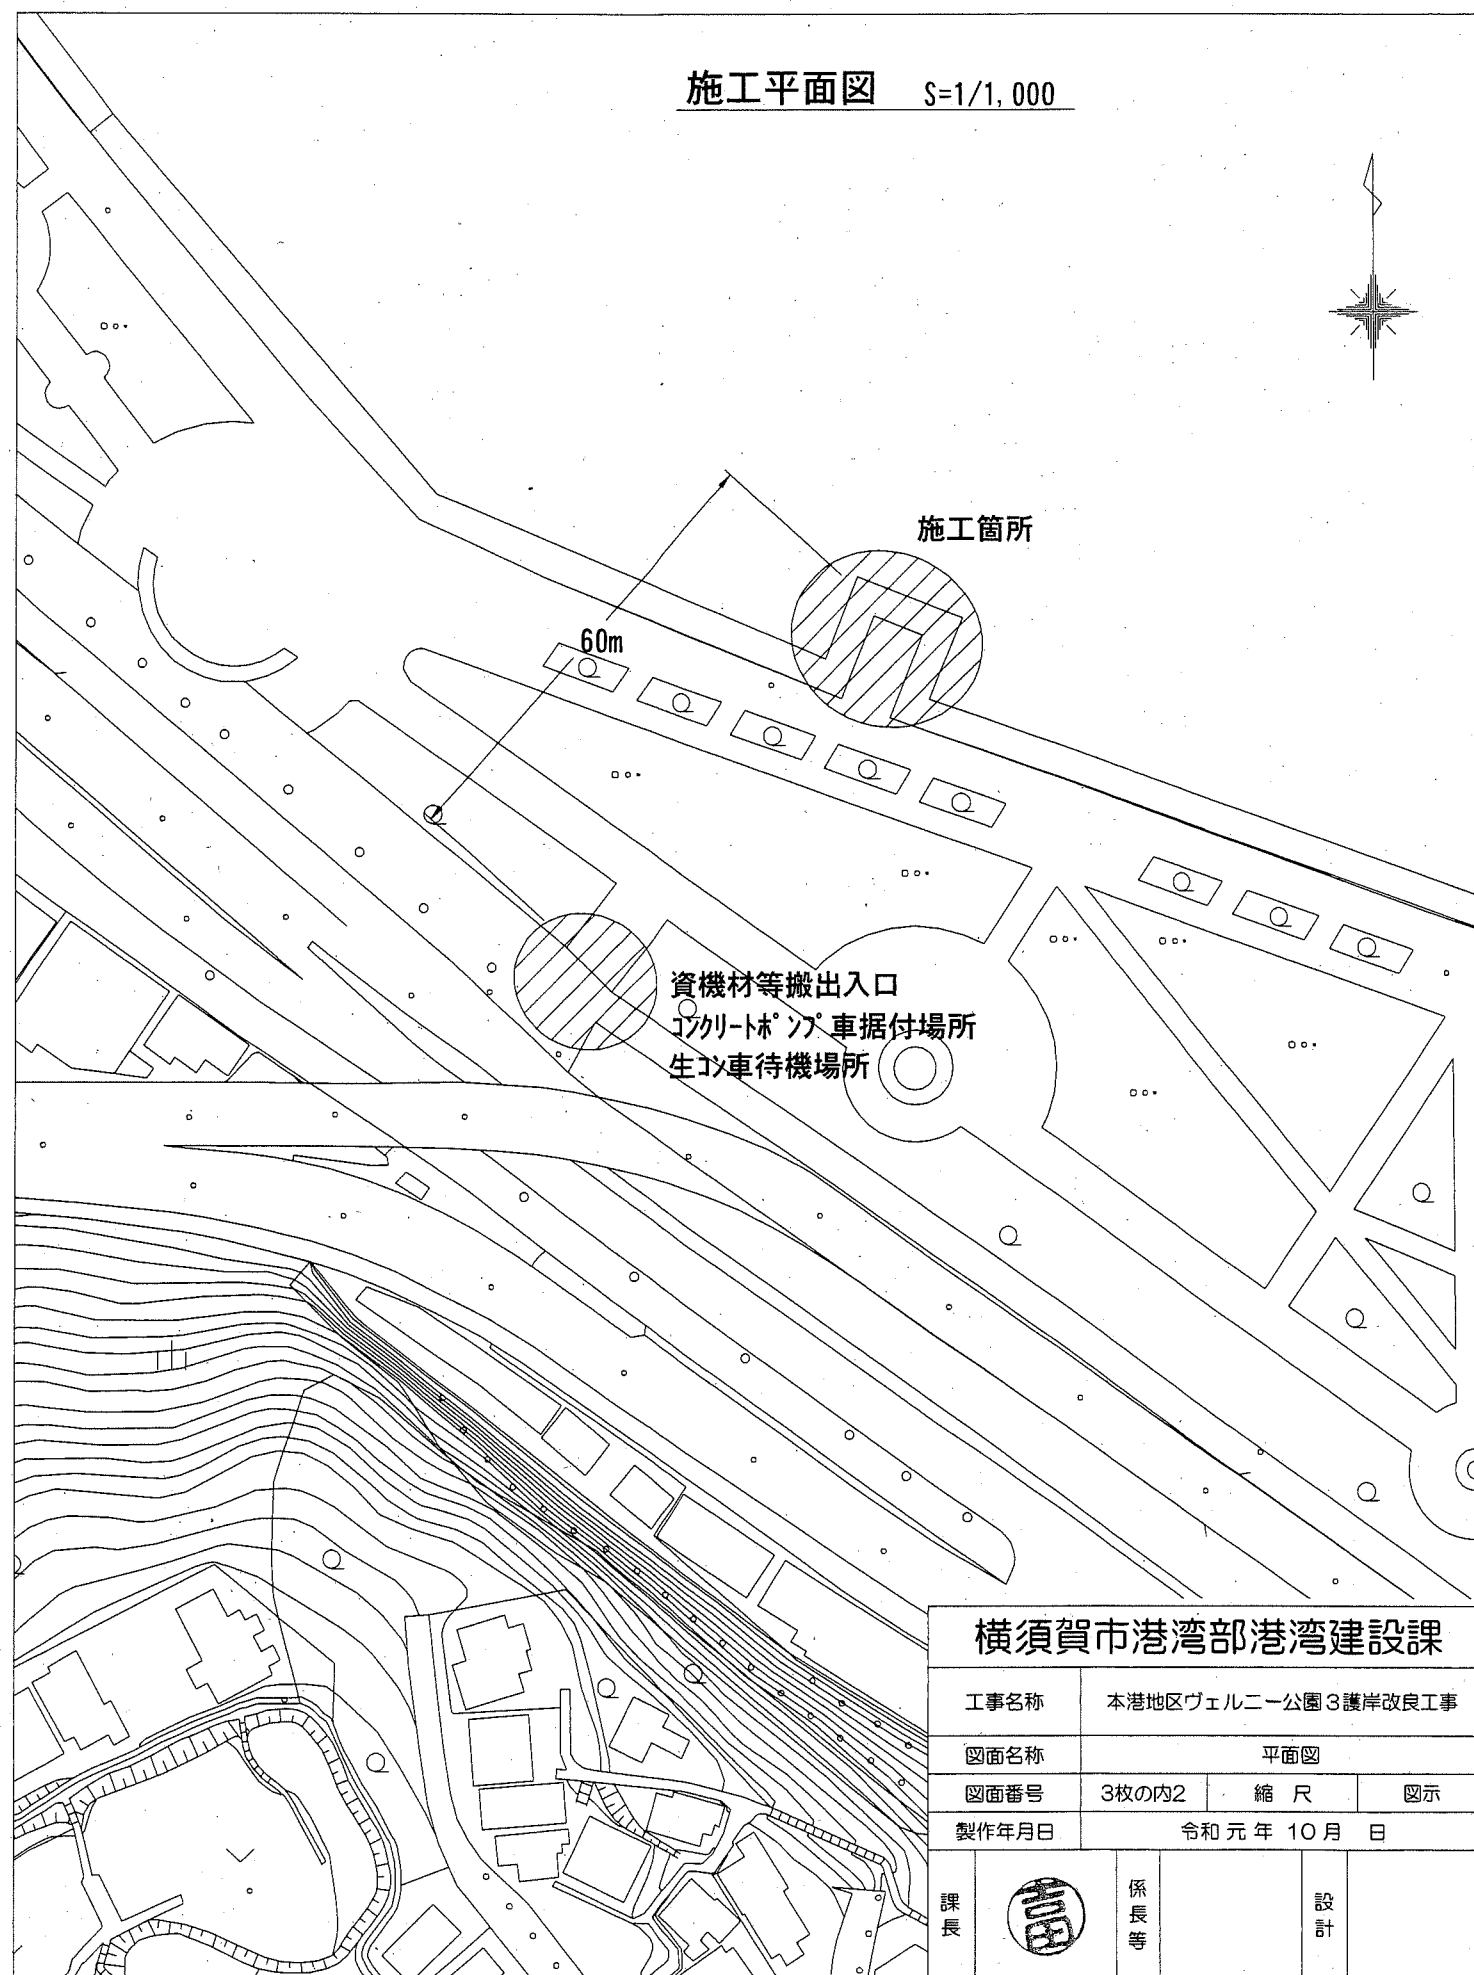 施工平面図 S=1/1,000
施工箇所
60m
資機材等搬出入口
コンクリートポンプ車据付場所
生コン車待機場所
横須賀市港湾部港湾建設課
工事名称 本港地区ヴェルニー公園3護岸改良工事
図面名称 平面図
図面番号 3枚の内2 縮尺 図示
製作年月日 令和元年10月 日
課長 係長等 設計